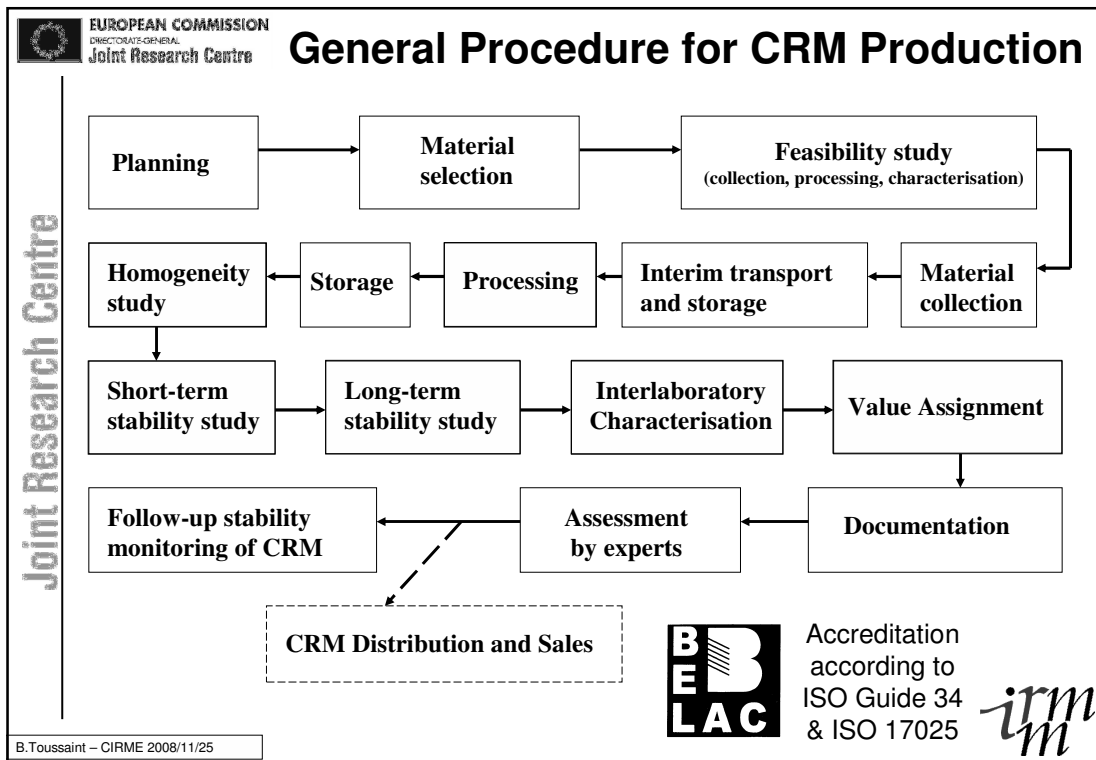 EUROPEAN COMMISSION
DIRECTORATE-GENERAL
Joint Research Centre
General Procedure for CRM Production
Joint Research Centre
Planning
Material
selection
Feasibility study
(collection, processing, characterisation)
Material
collection
Interim transport
and storage
Processing
Storage
Homogeneity
study
Short-term
stability study
Long-term
stability study
Interlaboratory
Characterisation
Value Assignment
Documentation
Assessment
by experts
Follow-up stability
monitoring of CRM
CRM Distribution and Sales
BELAC
B
Accreditation
according to
ISO Guide 34
& ISO 17025
irmm
B.Toussaint – CIRME 2008/11/25